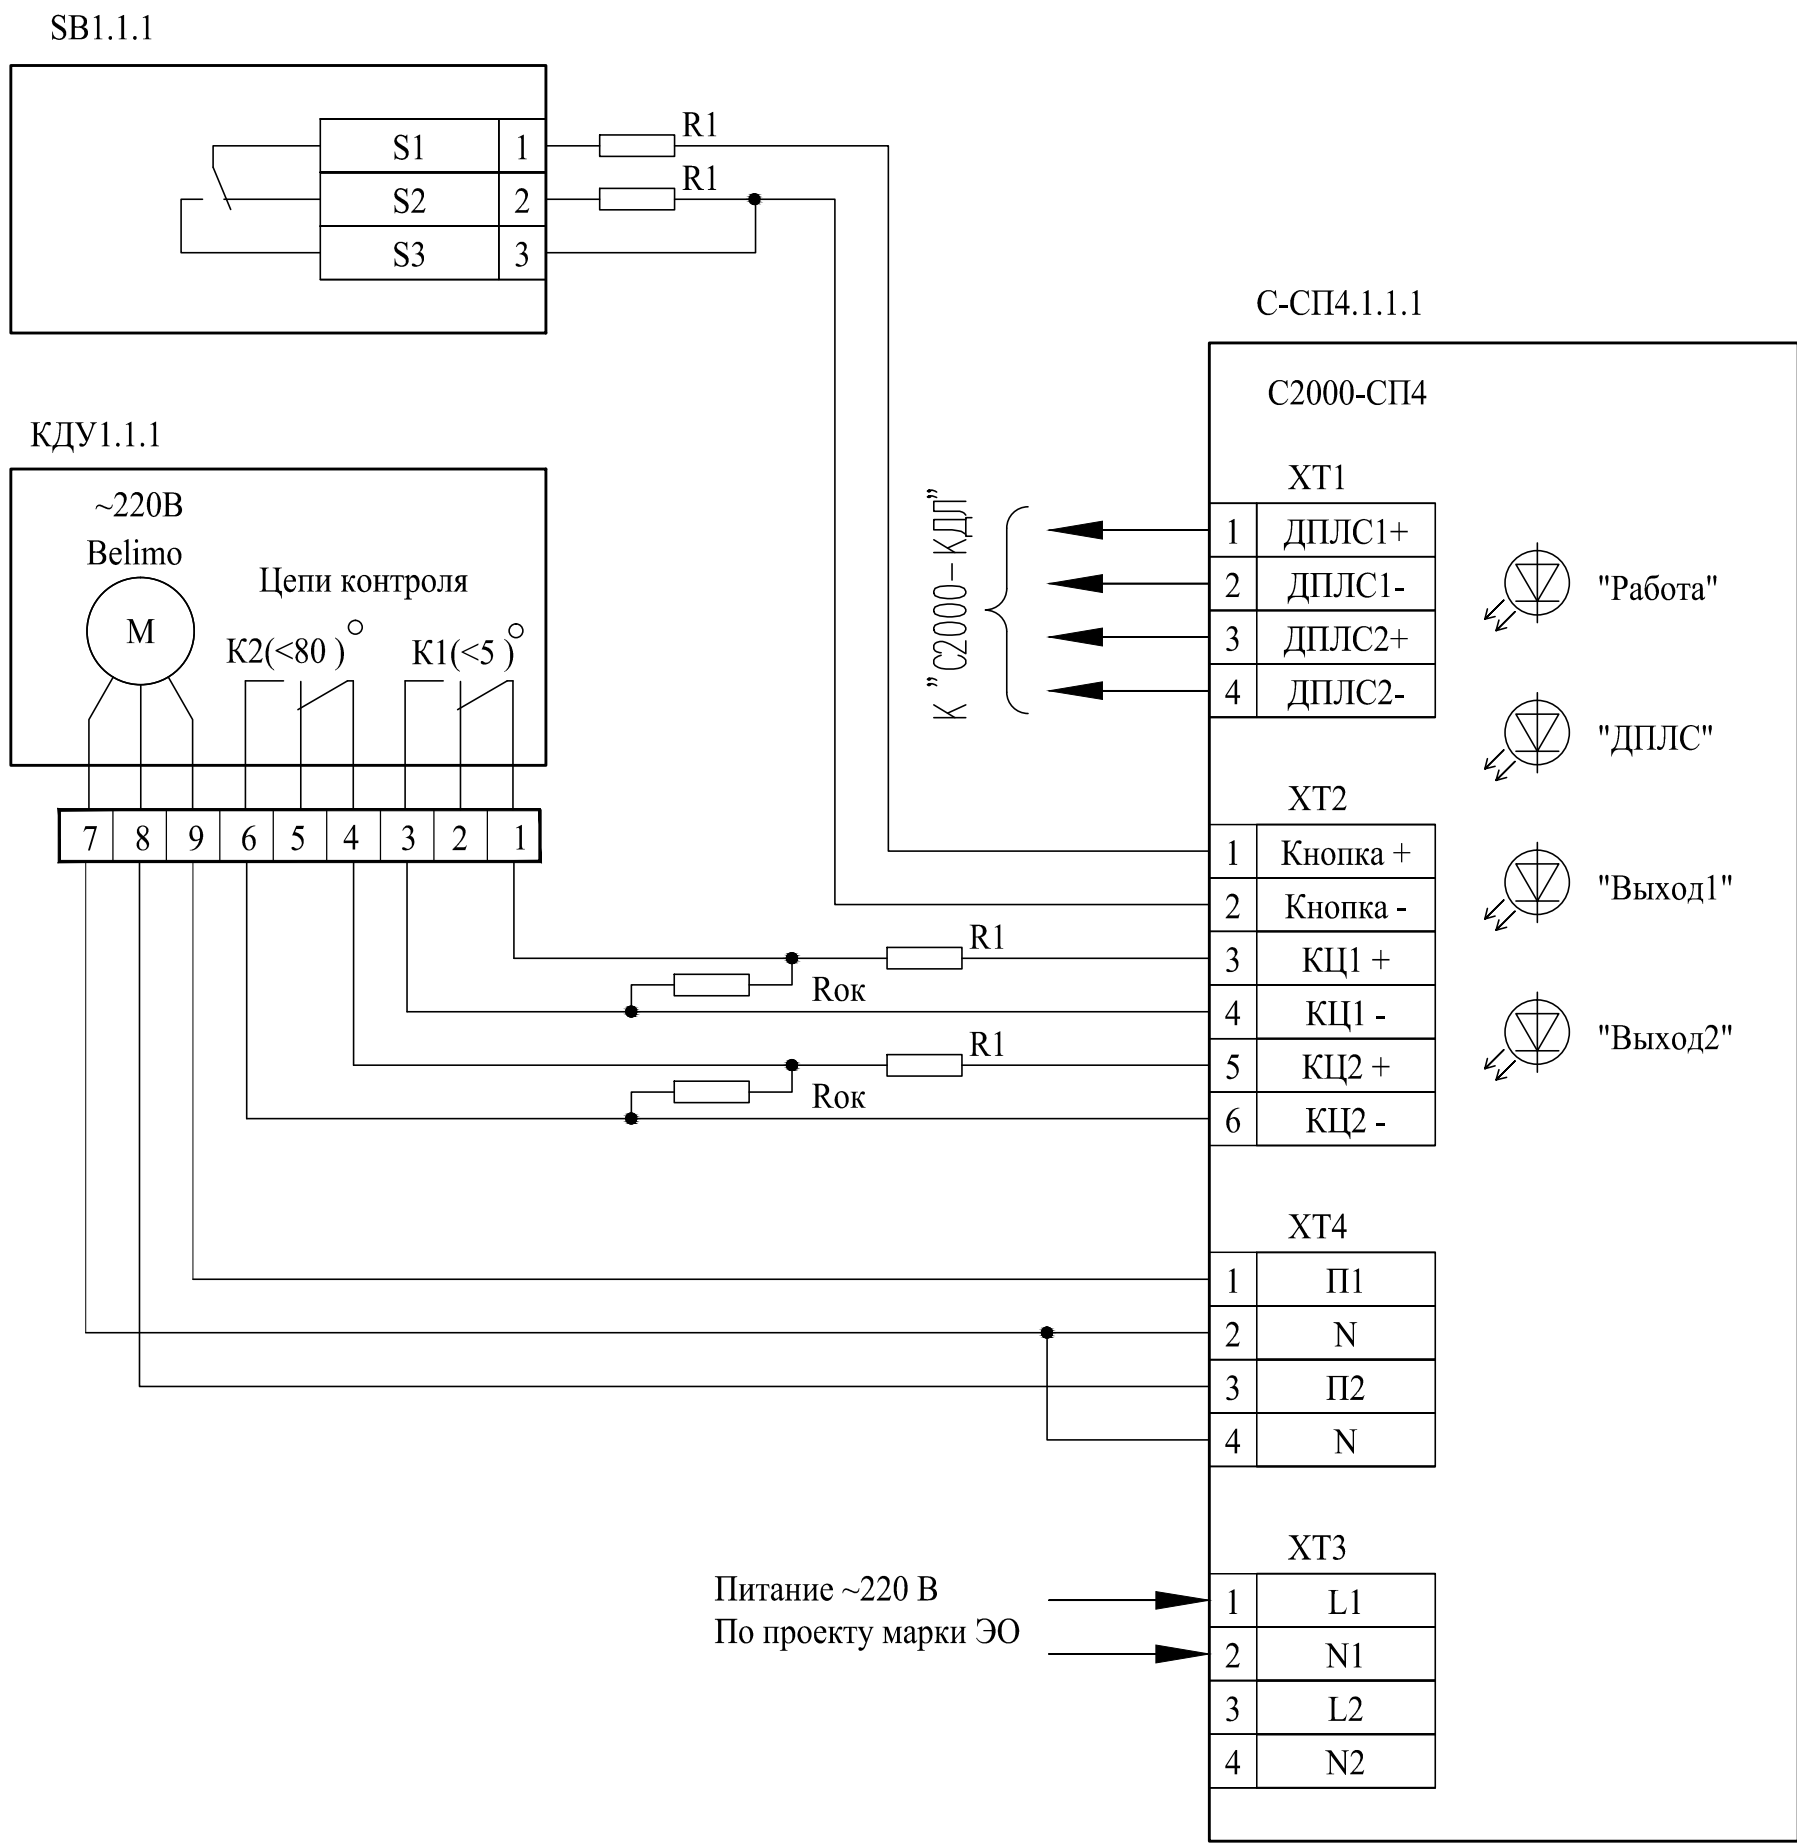 SB1.1.1
S1 1
R1
S2 2
R1
S3 3
КДУ1.1.1
~220В
Belimo
М
Цепи контроля
К2(<80 )°
К1(<5 )°
7 8 9 6 5 4 3 2 1
R1
Rок
R1
Rок
К "С2000-КДЛ"
С-СП4.1.1.1
С2000-СП4
ХТ1
1 ДПЛС1+
2 ДПЛС1-
3 ДПЛС2+
4 ДПЛС2-
"Работа"
"ДПЛС"
"Выход1"
"Выход2"
ХТ2
1 Кнопка +
2 Кнопка -
3 КЦ1 +
4 КЦ1 -
5 КЦ2 +
6 КЦ2 -
ХТ4
1 П1
2 N
3 П2
4 N
ХТ3
1 L1
2 N1
3 L2
4 N2
Питание ~220 В
По проекту марки ЭО